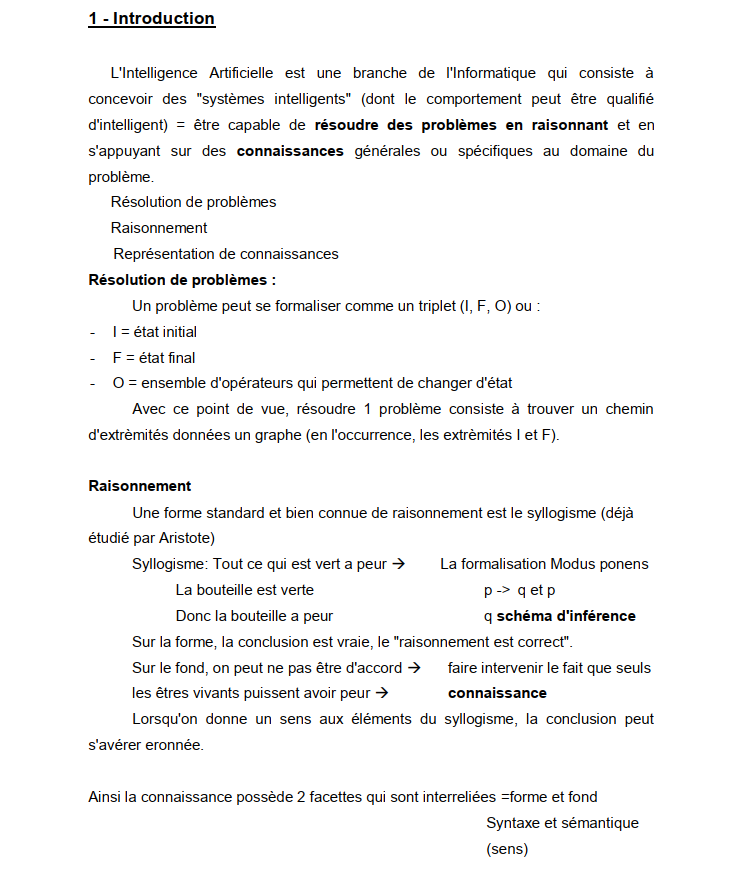 1 - Introduction
L'Intelligence Artificielle est une branche de l'Informatique qui consiste à
concevoir des "systèmes intelligents" (dont le comportement peut être qualifié
d'intelligent) = être capable de résoudre des problèmes en raisonnant et en
s'appuyant sur des connaissances générales ou spécifiques au domaine du
problème.
Résolution de problèmes
Raisonnement
Représentation de connaissances
Résolution de problèmes :
Un problème peut se formaliser comme un triplet (I, F, O) ou :
- I = état initial
- F = état final
- O = ensemble d'opérateurs qui permettent de changer d'état
Avec ce point de vue, résoudre 1 problème consiste à trouver un chemin
d'extrèmités données un graphe (en l'occurrence, les extrèmités I et F).
Raisonnement
Une forme standard et bien connue de raisonnement est le syllogisme (déjà
étudié par Aristote)
Syllogisme: Tout ce qui est vert a peur → La formalisation Modus ponens
La bouteille est verte p -> q et p
Donc la bouteille a peur q schéma d'inférence
Sur la forme, la conclusion est vraie, le "raisonnement est correct".
Sur le fond, on peut ne pas être d'accord → faire intervenir le fait que seuls
les êtres vivants puissent avoir peur → connaissance
Lorsqu'on donne un sens aux éléments du syllogisme, la conclusion peut
s'avérer eronnée.
Ainsi la connaissance possède 2 facettes qui sont interreliées =forme et fond
Syntaxe et sémantique
(sens)